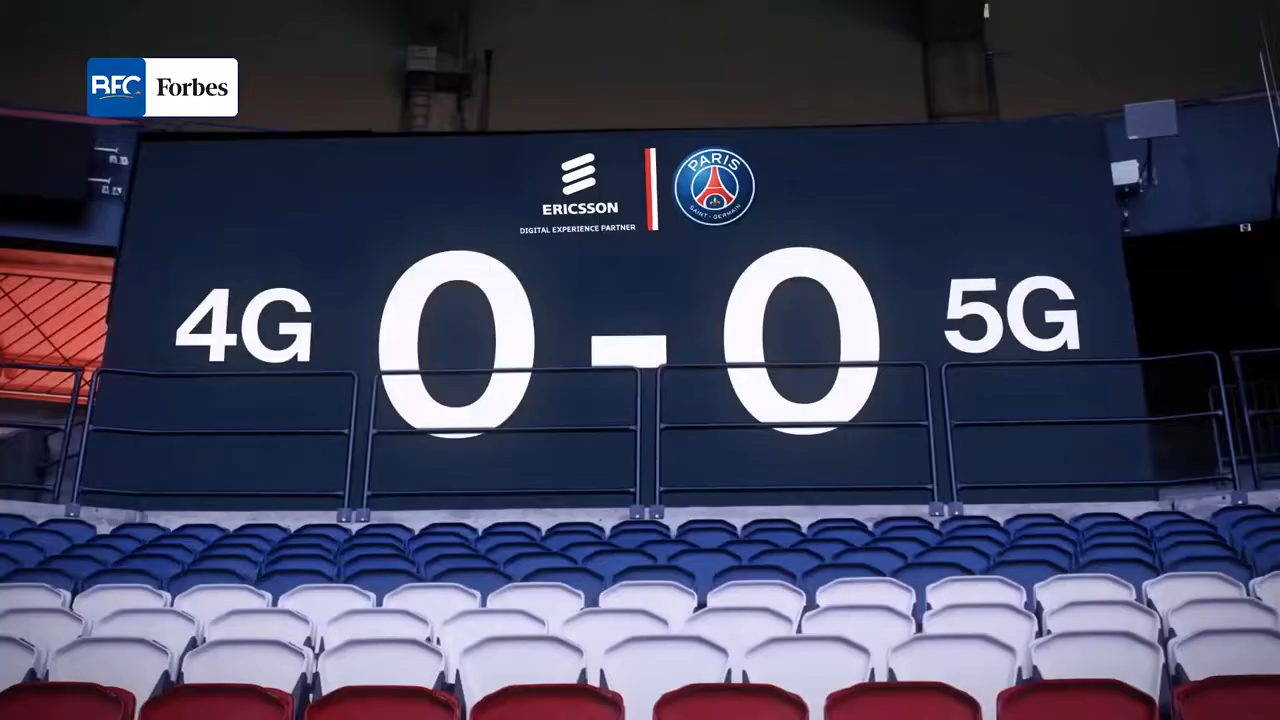 BFC Forbes
ERICSSON
DIGITAL EXPERIENCE PARTNER
PARIS
SAINT-GERMAIN
4G 0-0 5G